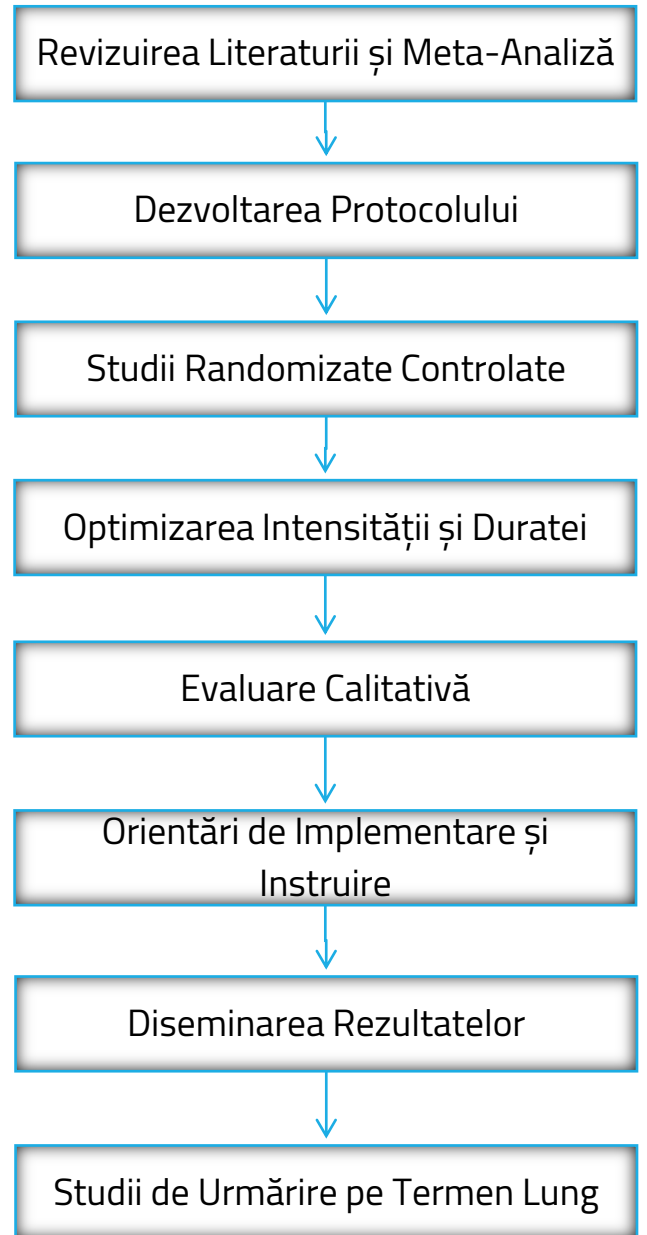 Revizuirea Literaturii și Meta-Analiză
Dezvoltarea Protocolului
Studii Randomizate Controlate
Optimizarea Intensității și Duratei
Evaluare Calitativă
Orientări de Implementare și
Instruire
Diseminarea Rezultatelor
Studii de Urmărire pe Termen Lung